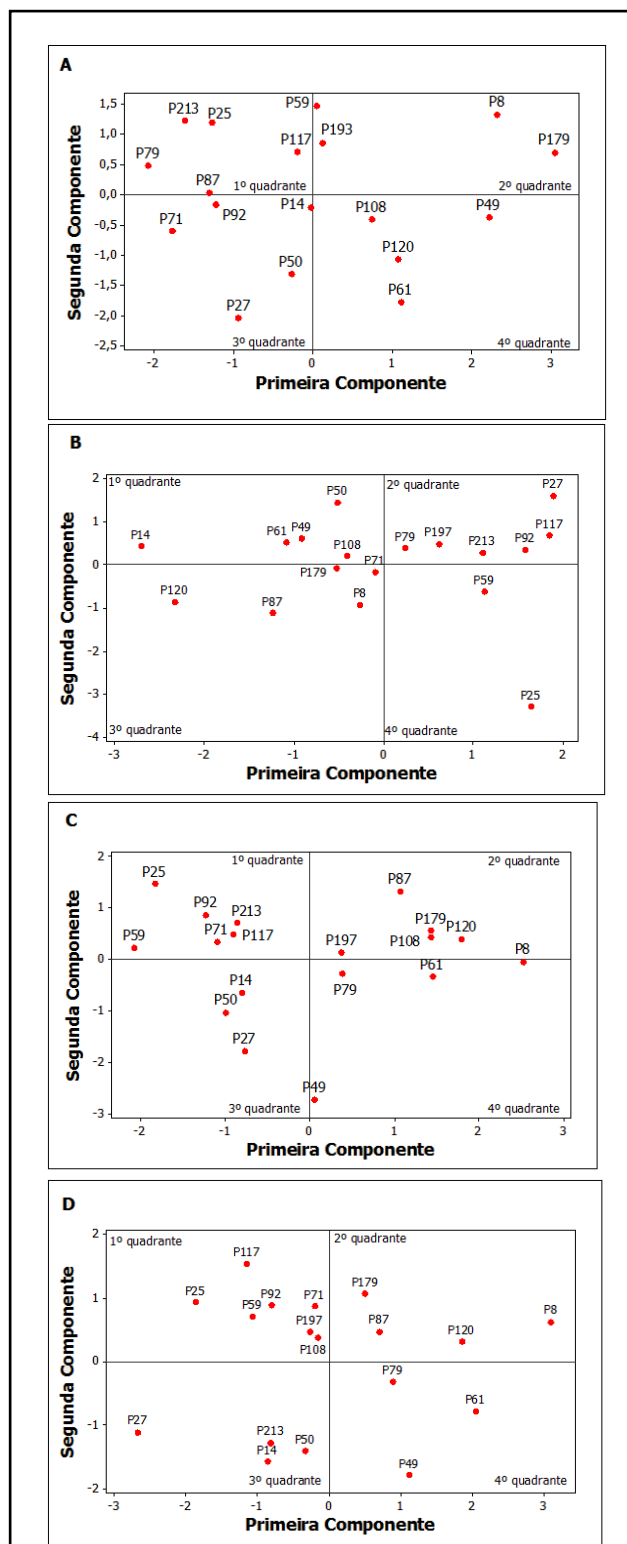 A
Segunda Componente
1,5
1,0
0,5
0,0
-0,5
-1,0
-1,5
-2,0
-2,5
P213
P25
P59
P193
P8
P79
P117
P179
P87
1º quadrante
2º quadrante
P71
P92
P14
P108
P49
P50
P120
P27
P61
3º quadrante
4º quadrante
-2
-1
0
1
2
3
Primeira Componente
B
Segunda Componente
2
1
0
-1
-2
-3
-4
1º quadrante
2º quadrante
P50
P27
P14
P61
P49
P108
P79
P197
P213
P92
P117
P179
P71
P120
P87
P8
P59
P25
3º quadrante
4º quadrante
-3
-2
-1
0
1
2
Primeira Componente
C
Segunda Componente
2
1
0
-1
-2
-3
1º quadrante
2º quadrante
P25
P87
P92
P213
P179
P120
P59
P71
P117
P197
P108
P8
P14
P79
P61
P50
P27
P49
3º quadrante
4º quadrante
-2
-1
0
1
2
3
Primeira Componente
D
Segunda Componente
2
1
0
-1
-2
1º quadrante
2º quadrante
P117
P25
P92
P71
P179
P59
P197
P87
P120
P8
P108
P79
P27
P213
P50
P61
P14
P49
3º quadrante
4º quadrante
-3
-2
-1
0
1
2
3
Primeira Componente